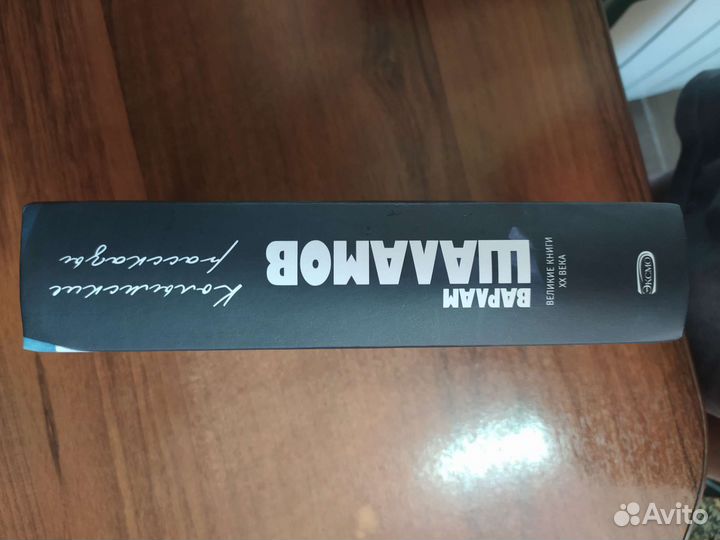 ВЕЛИКИЕ КНИГИ
XX ВЕКА
ВАРЛАМ
ШАЛАМОВ
Колымские
рассказы
ЭКСМО
Avito